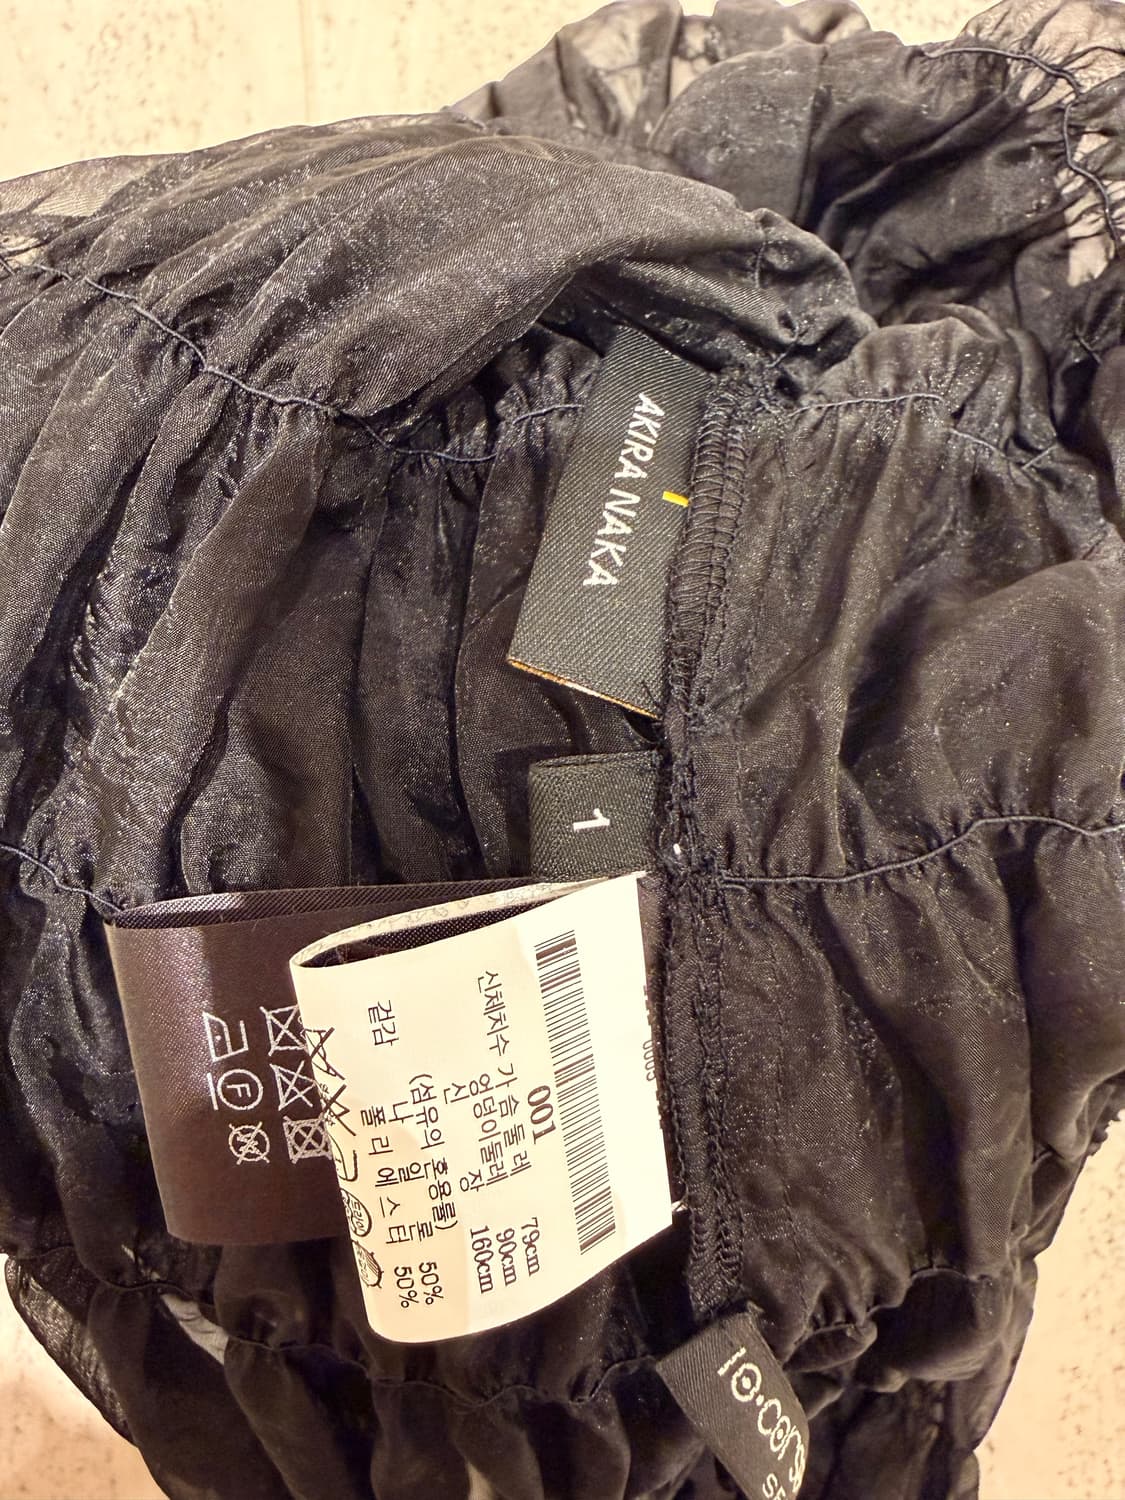 AKIRA NAKA
1
001
신체치수 가슴둘레 79cm
엉덩이둘레 90cm
신장 160cm
(섬유의 혼용률)
겉감 나일론 50%
폴리에스터 50%
F
10·corso